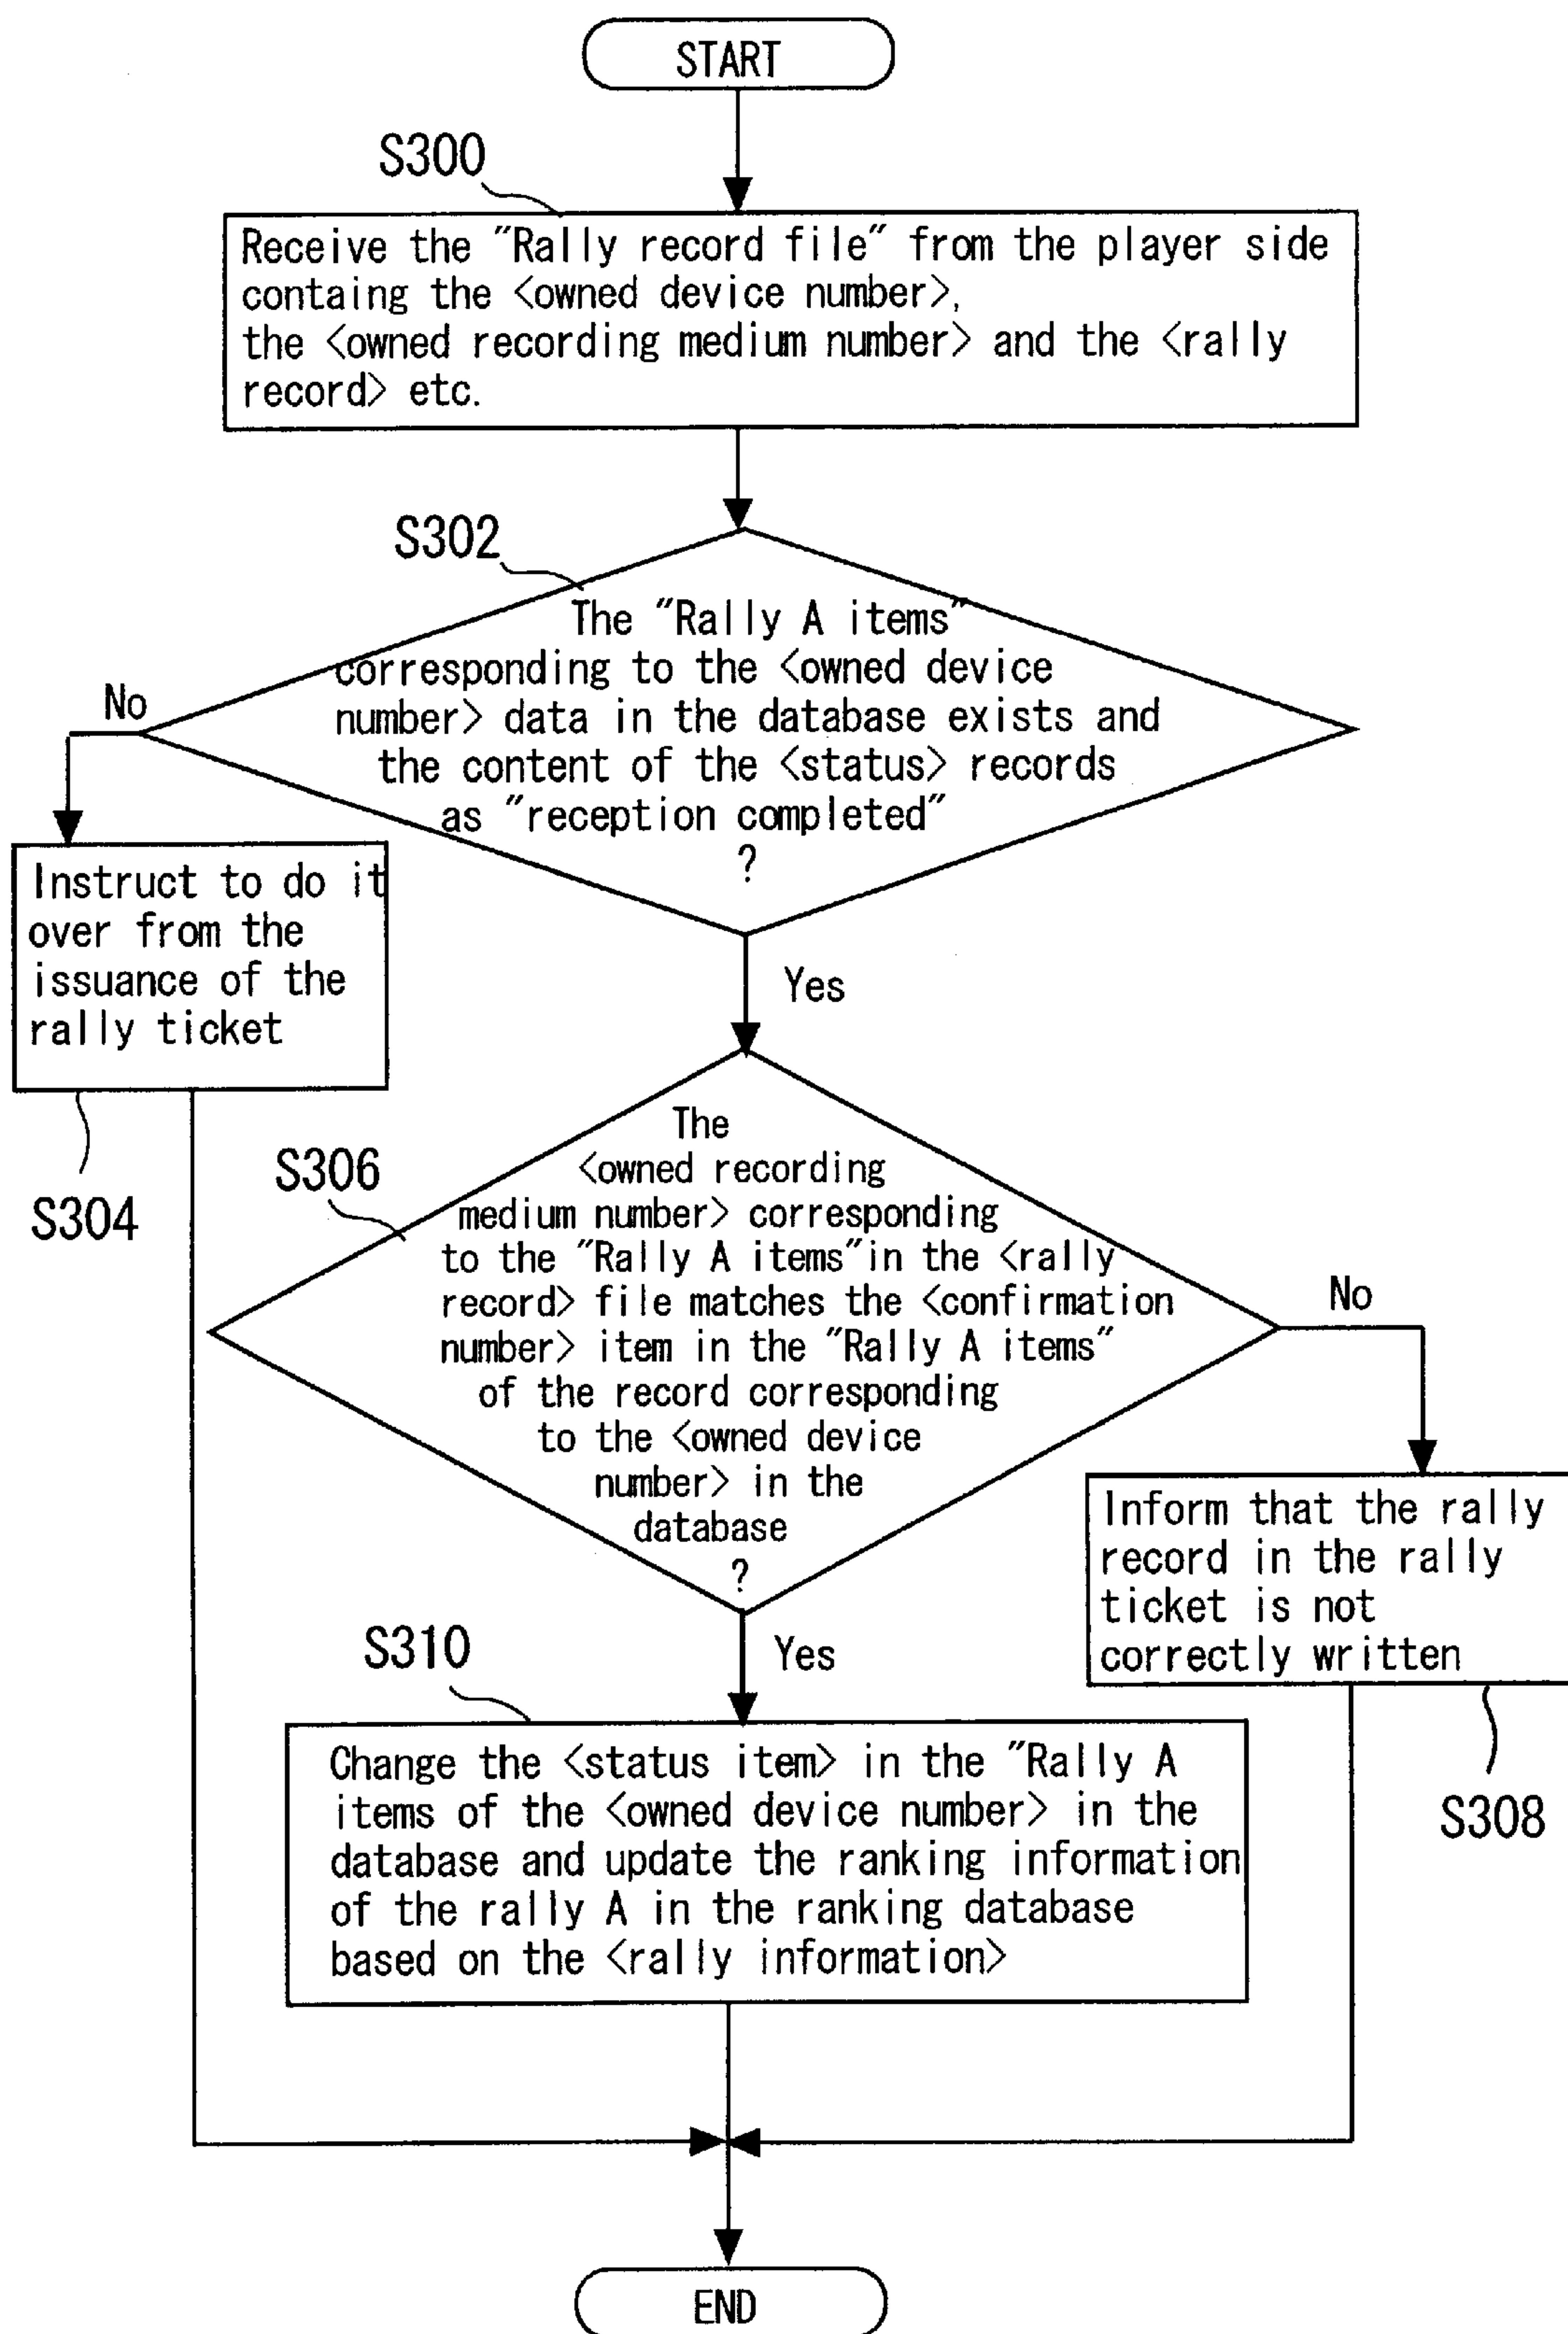 START
S300
Receive the "Rally record file" from the player side
containg the <owned device number>,
the <owned recording medium number> and the <rally
record> etc.
S302
The "Rally A items"
corresponding to the <owned device
number> data in the database exists and
the content of the <status> records
as "reception completed"
?
No
Instruct to do it
over from the
issuance of the
rally ticket
S304
Yes
S306
The
<owned recording
medium number> corresponding
to the "Rally A items"in the <rally
record> file matches the <confirmation
number> item in the "Rally A items"
of the record corresponding
to the <owned device
number> in the
database
?
No
Inform that the rally
record in the rally
ticket is not
correctly written
S308
Yes
S310
Change the <status item> in the "Rally A
items of the <owned device number> in the
database and update the ranking information
of the rally A in the ranking database
based on the <rally information>
END